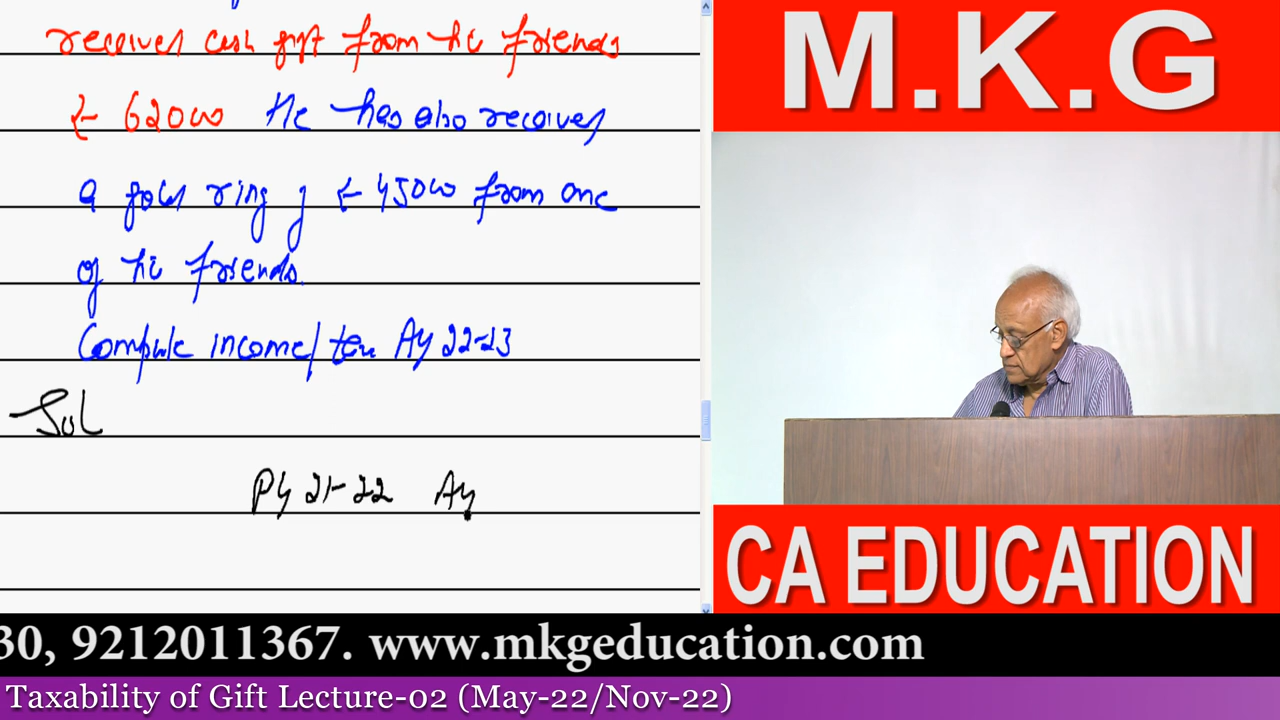 received cash gift from his friends
₹ 62000 He has also received
a gold ring of ₹ 45000 from one
of his friends.
Compute income/tax Ay 22-23
Sol
PY 21-22 Ay
M.K.G
CA EDUCATION
30, 9212011367. www.mkgeducation.com
Taxability of Gift Lecture-02 (May-22/Nov-22)